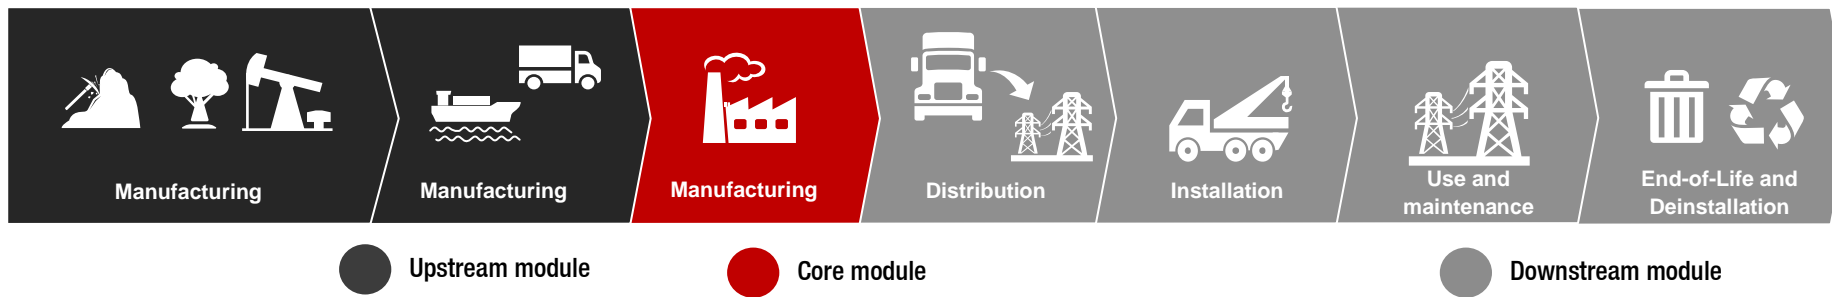 Manufacturing
Manufacturing
Manufacturing
Distribution
Installation
Use and
maintenance
End-of-Life and
Deinstallation
Upstream module
Core module
Downstream module